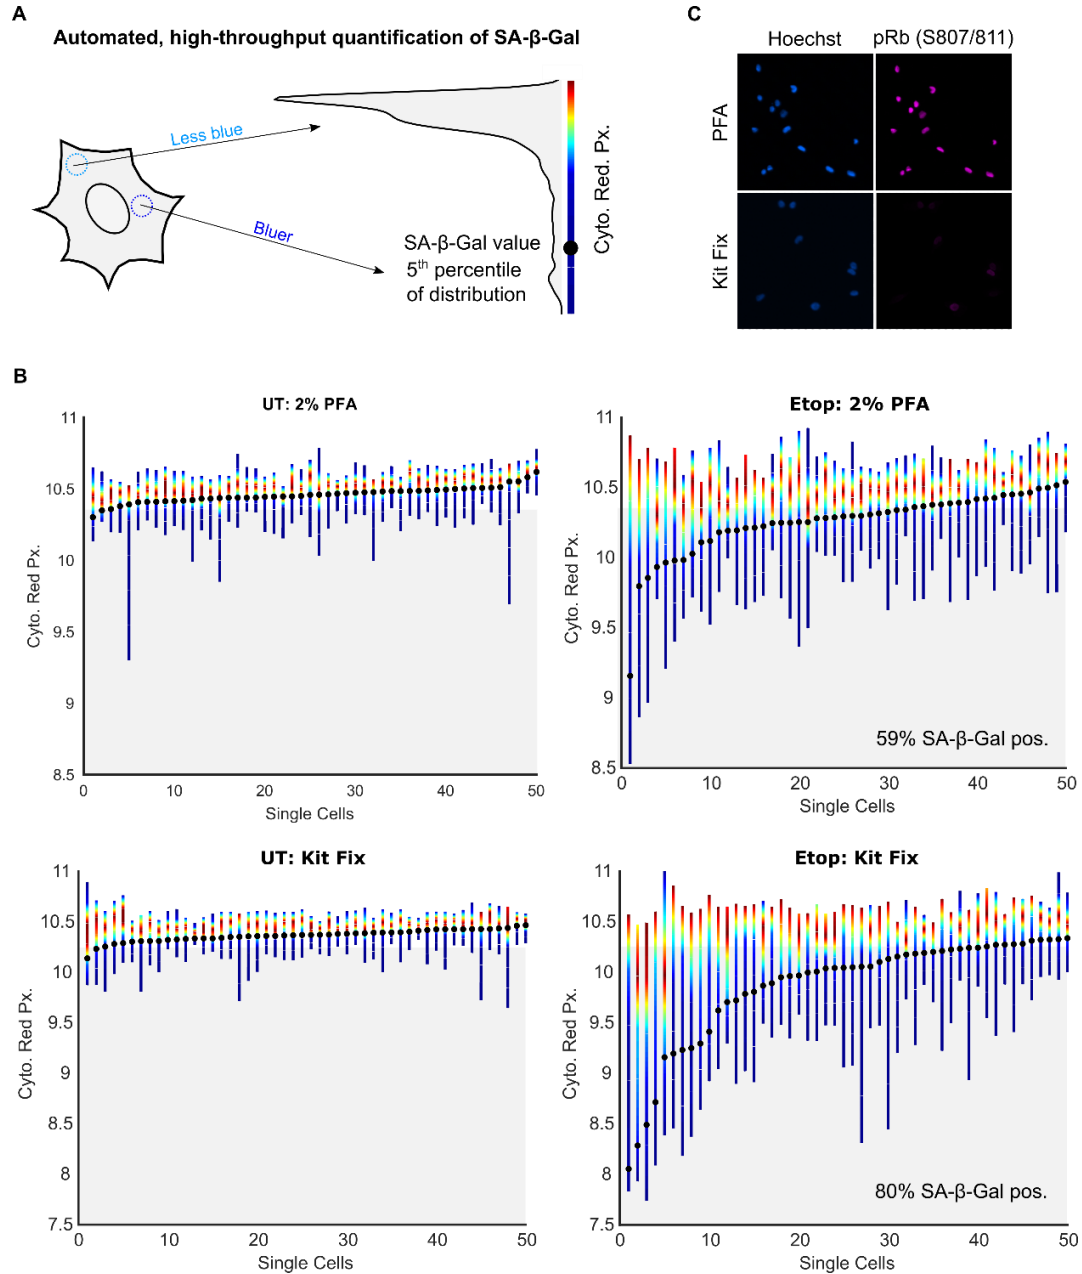 A
Automated, high-throughput quantification of SA-β-Gal
Less blue
Bluer
SA-β-Gal value
5th percentile
of distribution
Cyto. Red. Px.
C
Hoechst pRb (S807/811)
PFA
Kit Fix
B
UT: 2% PFA
11
10.5
10
9.5
9
8.5
Cyto. Red Px.
0 10 20 30 40 50
Single Cells
Etop: 2% PFA
11
10.5
10
9.5
9
8.5
Cyto. Red Px.
59% SA-β-Gal pos.
0 10 20 30 40 50
Single Cells
UT: Kit Fix
11
10.5
10
9.5
9
8.5
8
7.5
Cyto. Red Px.
0 10 20 30 40 50
Single Cells
Etop: Kit Fix
11
10.5
10
9.5
9
8.5
8
7.5
Cyto. Red Px.
80% SA-β-Gal pos.
0 10 20 30 40 50
Single Cells